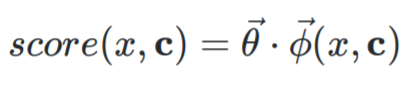 score(x, c) = θ⃗ · ϕ⃗(x, c)